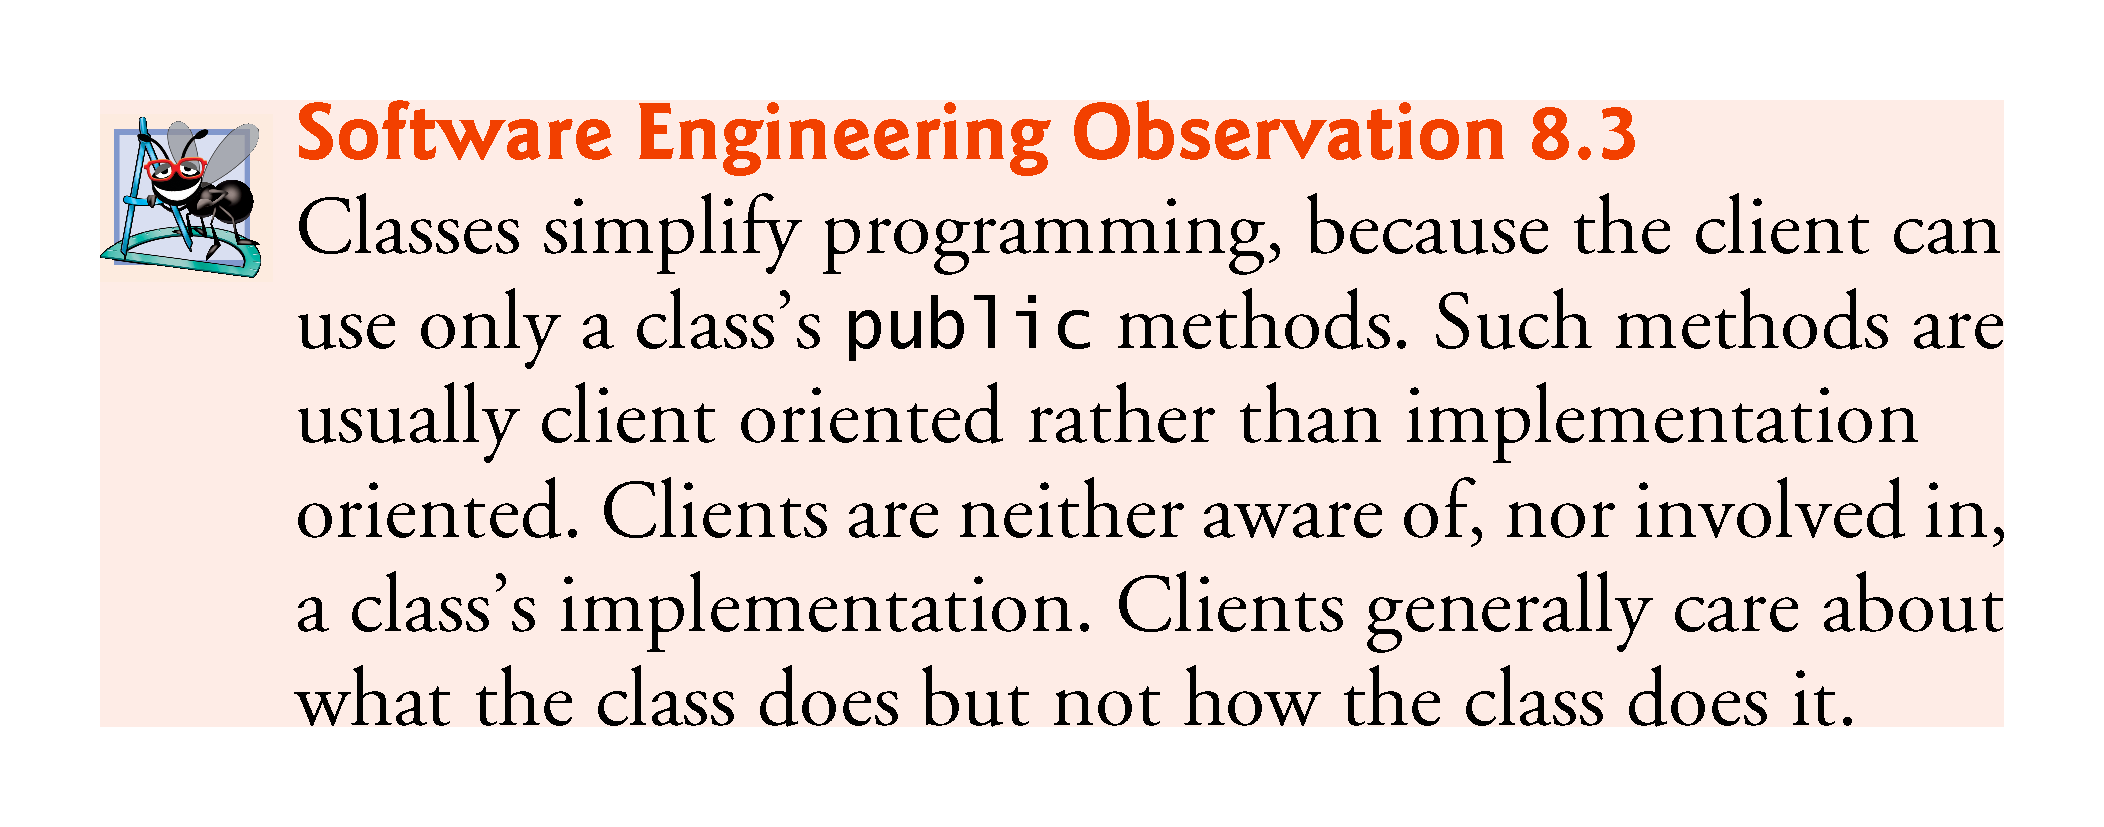 Software Engineering Observation 8.3
Classes simplify programming, because the client can
use only a class’s public methods. Such methods are
usually client oriented rather than implementation
oriented. Clients are neither aware of, nor involved in,
a class’s implementation. Clients generally care about
what the class does but not how the class does it.